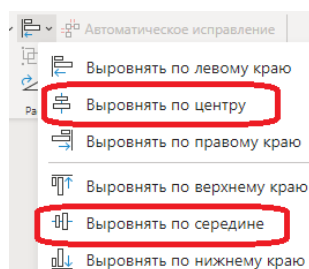 Автоматическое исправление
Ра
Выровнять по левому краю
Выровнять по центру
Выровнять по правому краю
Выровнять по верхнему краю
Выровнять по середине
Выровнять по нижнему краю